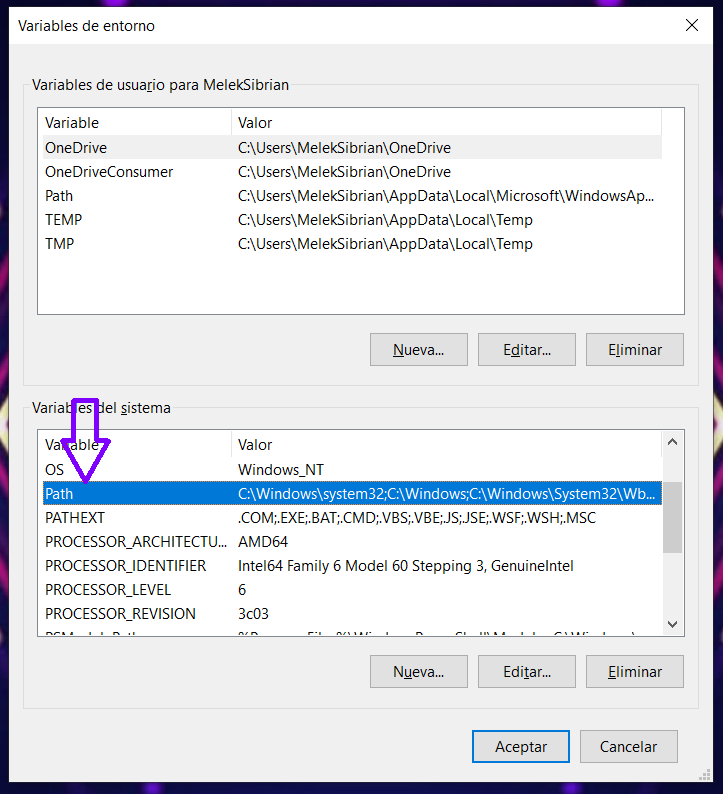 Variables de entorno
Variables de usuario para MelekSibrian
Variable Valor
OneDrive C:\Users\MelekSibrian\OneDrive
OneDriveConsumer C:\Users\MelekSibrian\OneDrive
Path C:\Users\MelekSibrian\AppData\Local\Microsoft\WindowsAp...
TEMP C:\Users\MelekSibrian\AppData\Local\Temp
TMP C:\Users\MelekSibrian\AppData\Local\Temp
Nueva... Editar... Eliminar
Variables del sistema
Variable Valor
OS Windows_NT
Path C:\Windows\system32;C:\Windows;C:\Windows\System32\Wb...
PATHEXT .COM;.EXE;.BAT;.CMD;.VBS;.VBE;.JS;.JSE;.WSF;.WSH;.MSC
PROCESSOR_ARCHITECTU... AMD64
PROCESSOR_IDENTIFIER Intel64 Family 6 Model 60 Stepping 3, GenuineIntel
PROCESSOR_LEVEL 6
PROCESSOR_REVISION 3c03
Nueva... Editar... Eliminar
Aceptar Cancelar